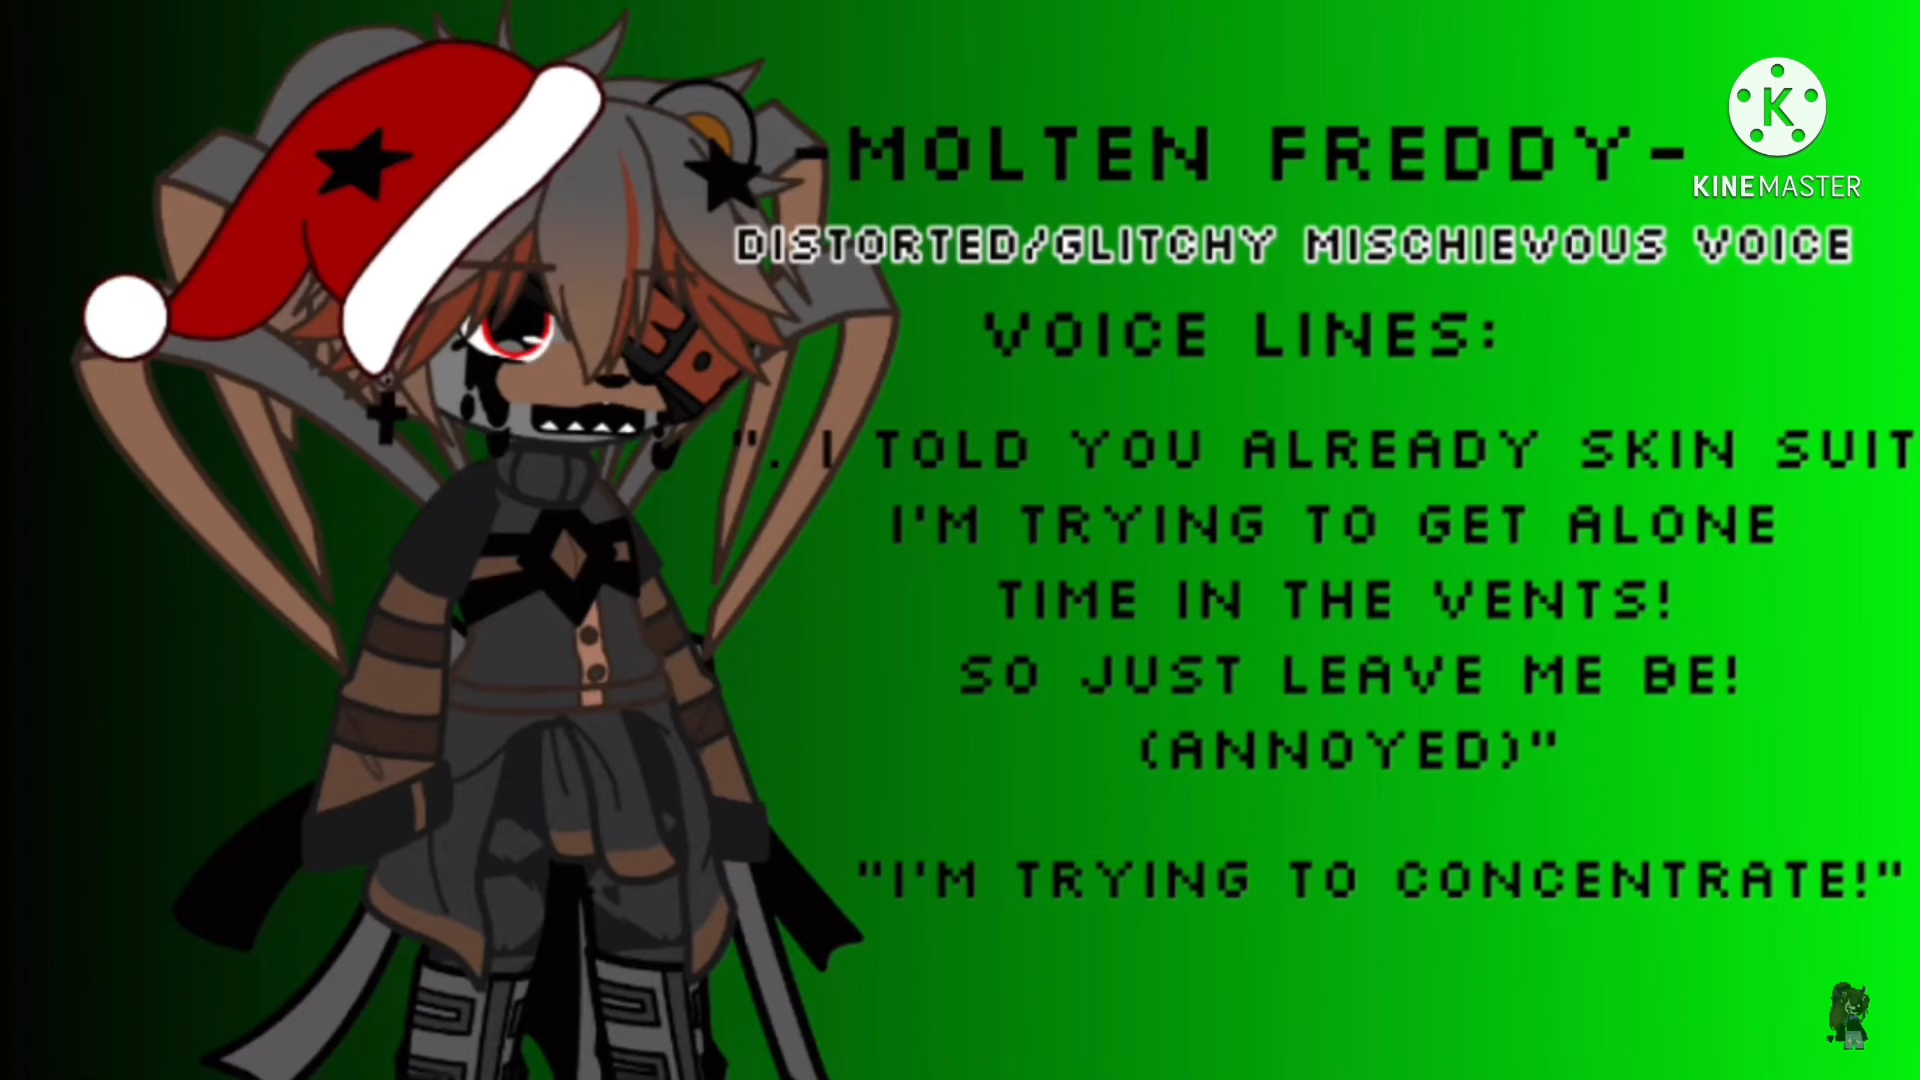 -MOLTEN FREDDY-
K
KINEMASTER
DISTORTED/GLITCHY MISCHIEVOUS VOICE
VOICE LINES:
". I TOLD YOU ALREADY SKIN SUIT
I'M TRYING TO GET ALONE
TIME IN THE VENTS!
SO JUST LEAVE ME BE!
(ANNOYED)"
"I'M TRYING TO CONCENTRATE!"